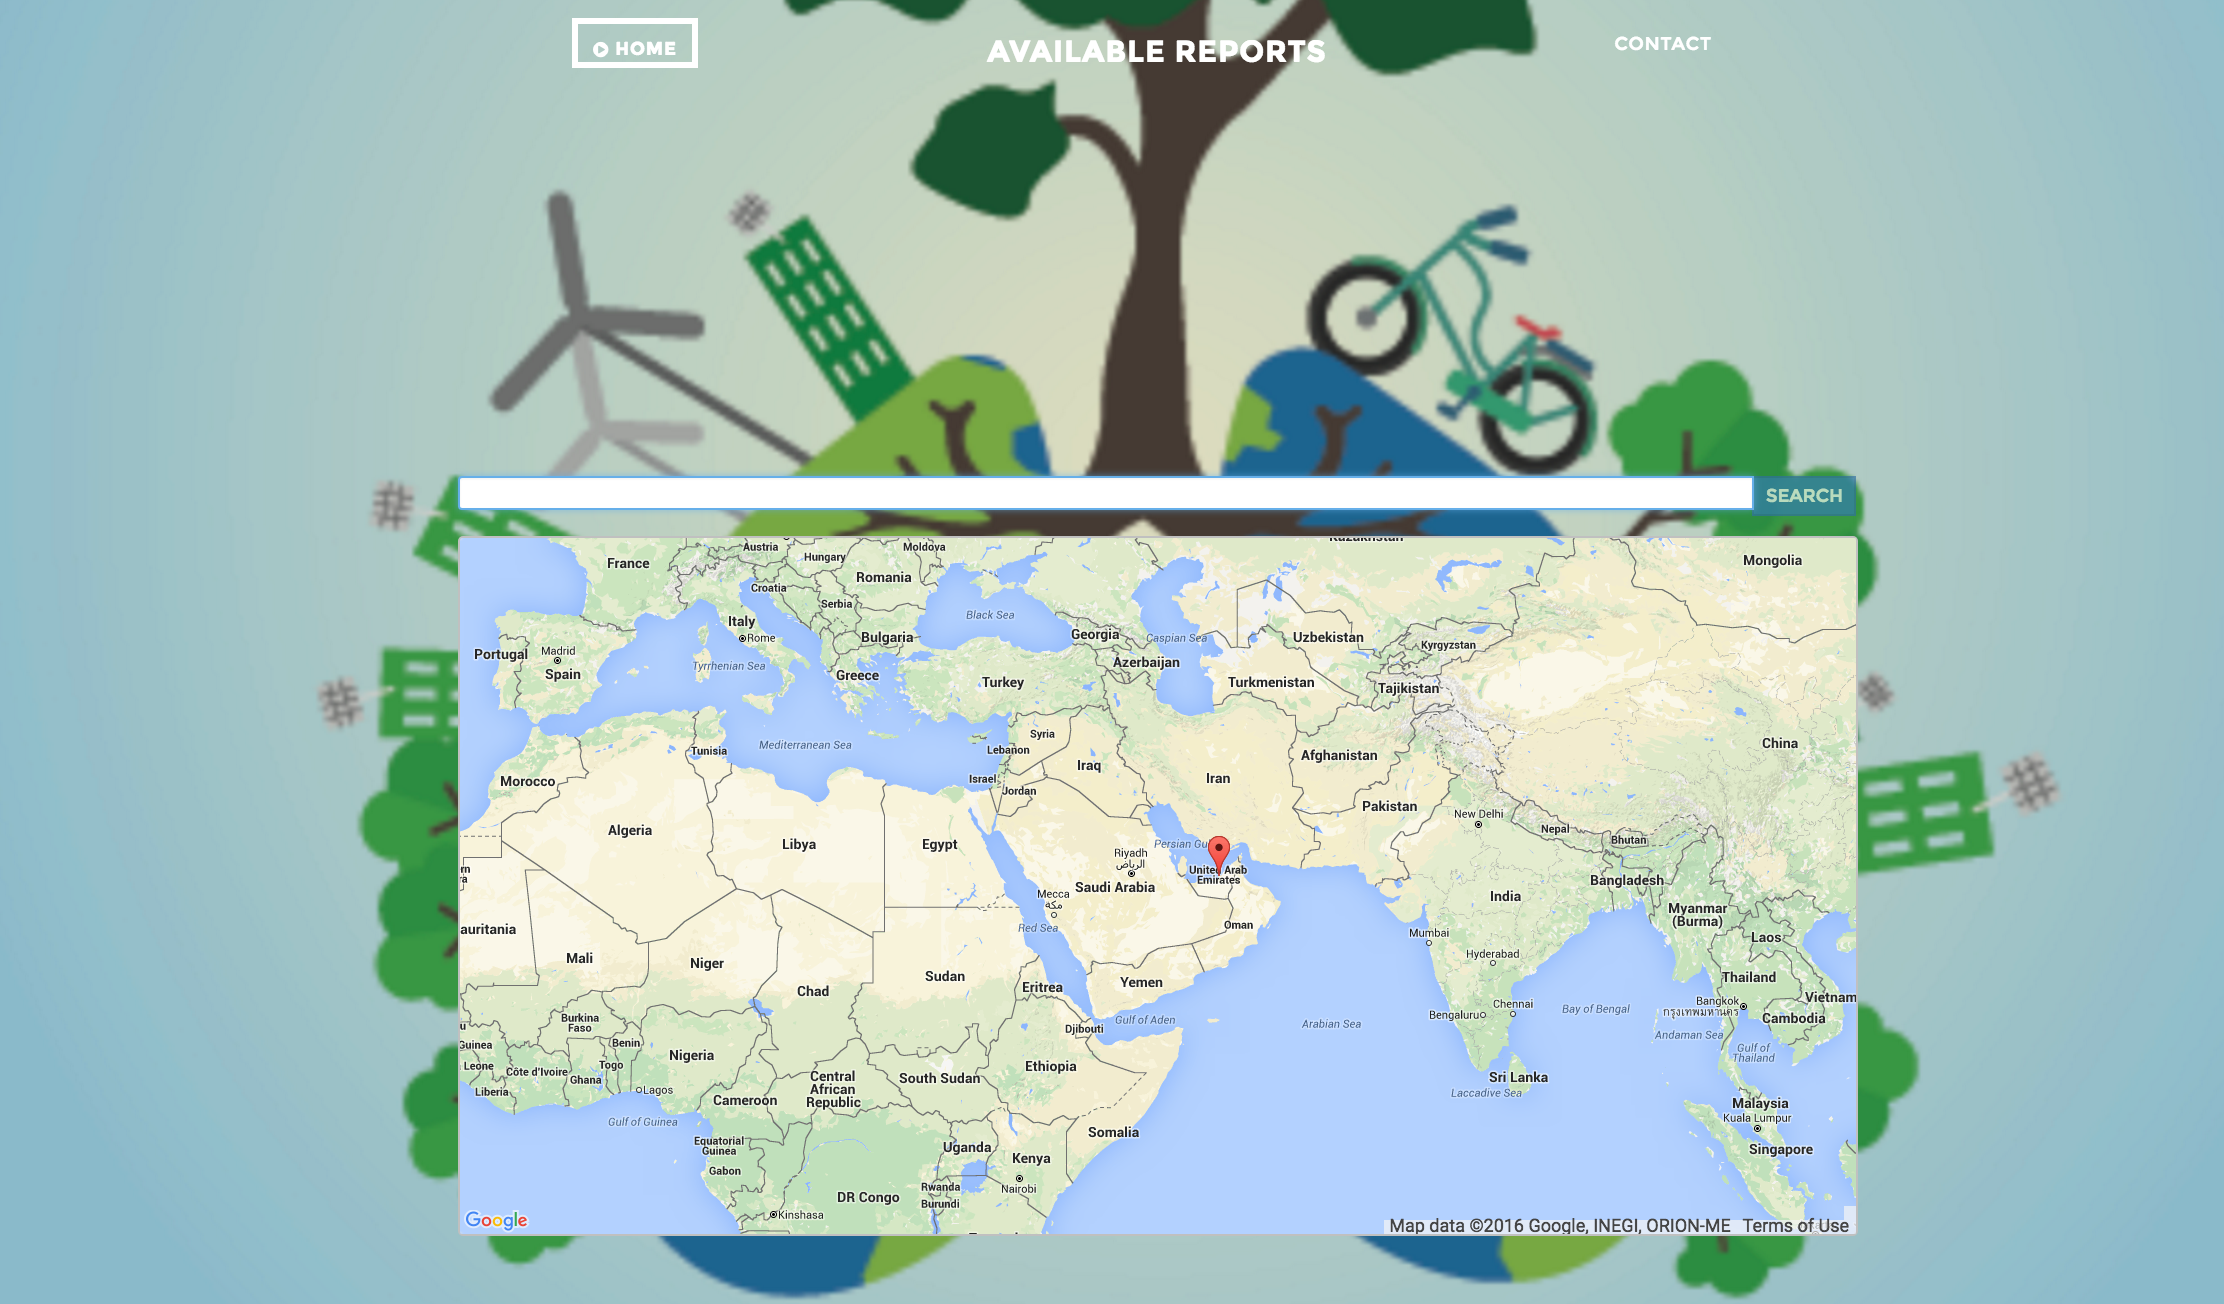 HOME
AVAILABLE REPORTS
CONTACT
SEARCH
Kazakhstan
Austria
Moldova
Hungary
France
Mongolia
Romania
Croatia
Serbia
Black Sea
Italy
Rome
Bulgaria
Georgia
Caspian Sea
Uzbekistan
Kyrgyzstan
Portugal
Madrid
Spain
Tyrrhenian Sea
Greece
Azerbaijan
Turkey
Turkmenistan
Tajikistan
Syria
Mediterranean Sea
Tunisia
Lebanon
Afghanistan
China
Iraq
Israel
Iran
Morocco
Jordan
Pakistan
New Delhi
Algeria
Libya
Egypt
Persian Gu
Nepal
Bhutan
Riyadh
الرياض
United Arab
Emirates
Saudi Arabia
Mecca
مكة
India
Bangladesh
Myanmar
(Burma)
Red Sea
Oman
auritania
Mumbai
Laos
Mali
Niger
Hyderabad
Sudan
Yemen
Thailand
Chad
Eritrea
Vietnam
Bangkok
กรุงเทพมหานคร
Chennai
Bengaluru
Bay of Bengal
Burkina
Faso
Djibouti
Gulf of Aden
Arabian Sea
Cambodia
Andaman Sea
Guinea
Benin
Nigeria
Gulf of
Thailand
Leone
Togo
Côte d'Ivoire
Ghana
Ethiopia
South Sudan
Central
African
Republic
Sri Lanka
Liberia
Lagos
Cameroon
Laccadive Sea
Malaysia
Kuala Lumpur
Gulf of Guinea
Somalia
Equatorial
Guinea
Uganda
Kenya
Singapore
Gabon
Nairobi
Rwanda
DR Congo
Burundi
Kinshasa
Google
Map data ©2016 Google, INEGI, ORION-ME
Terms of Use